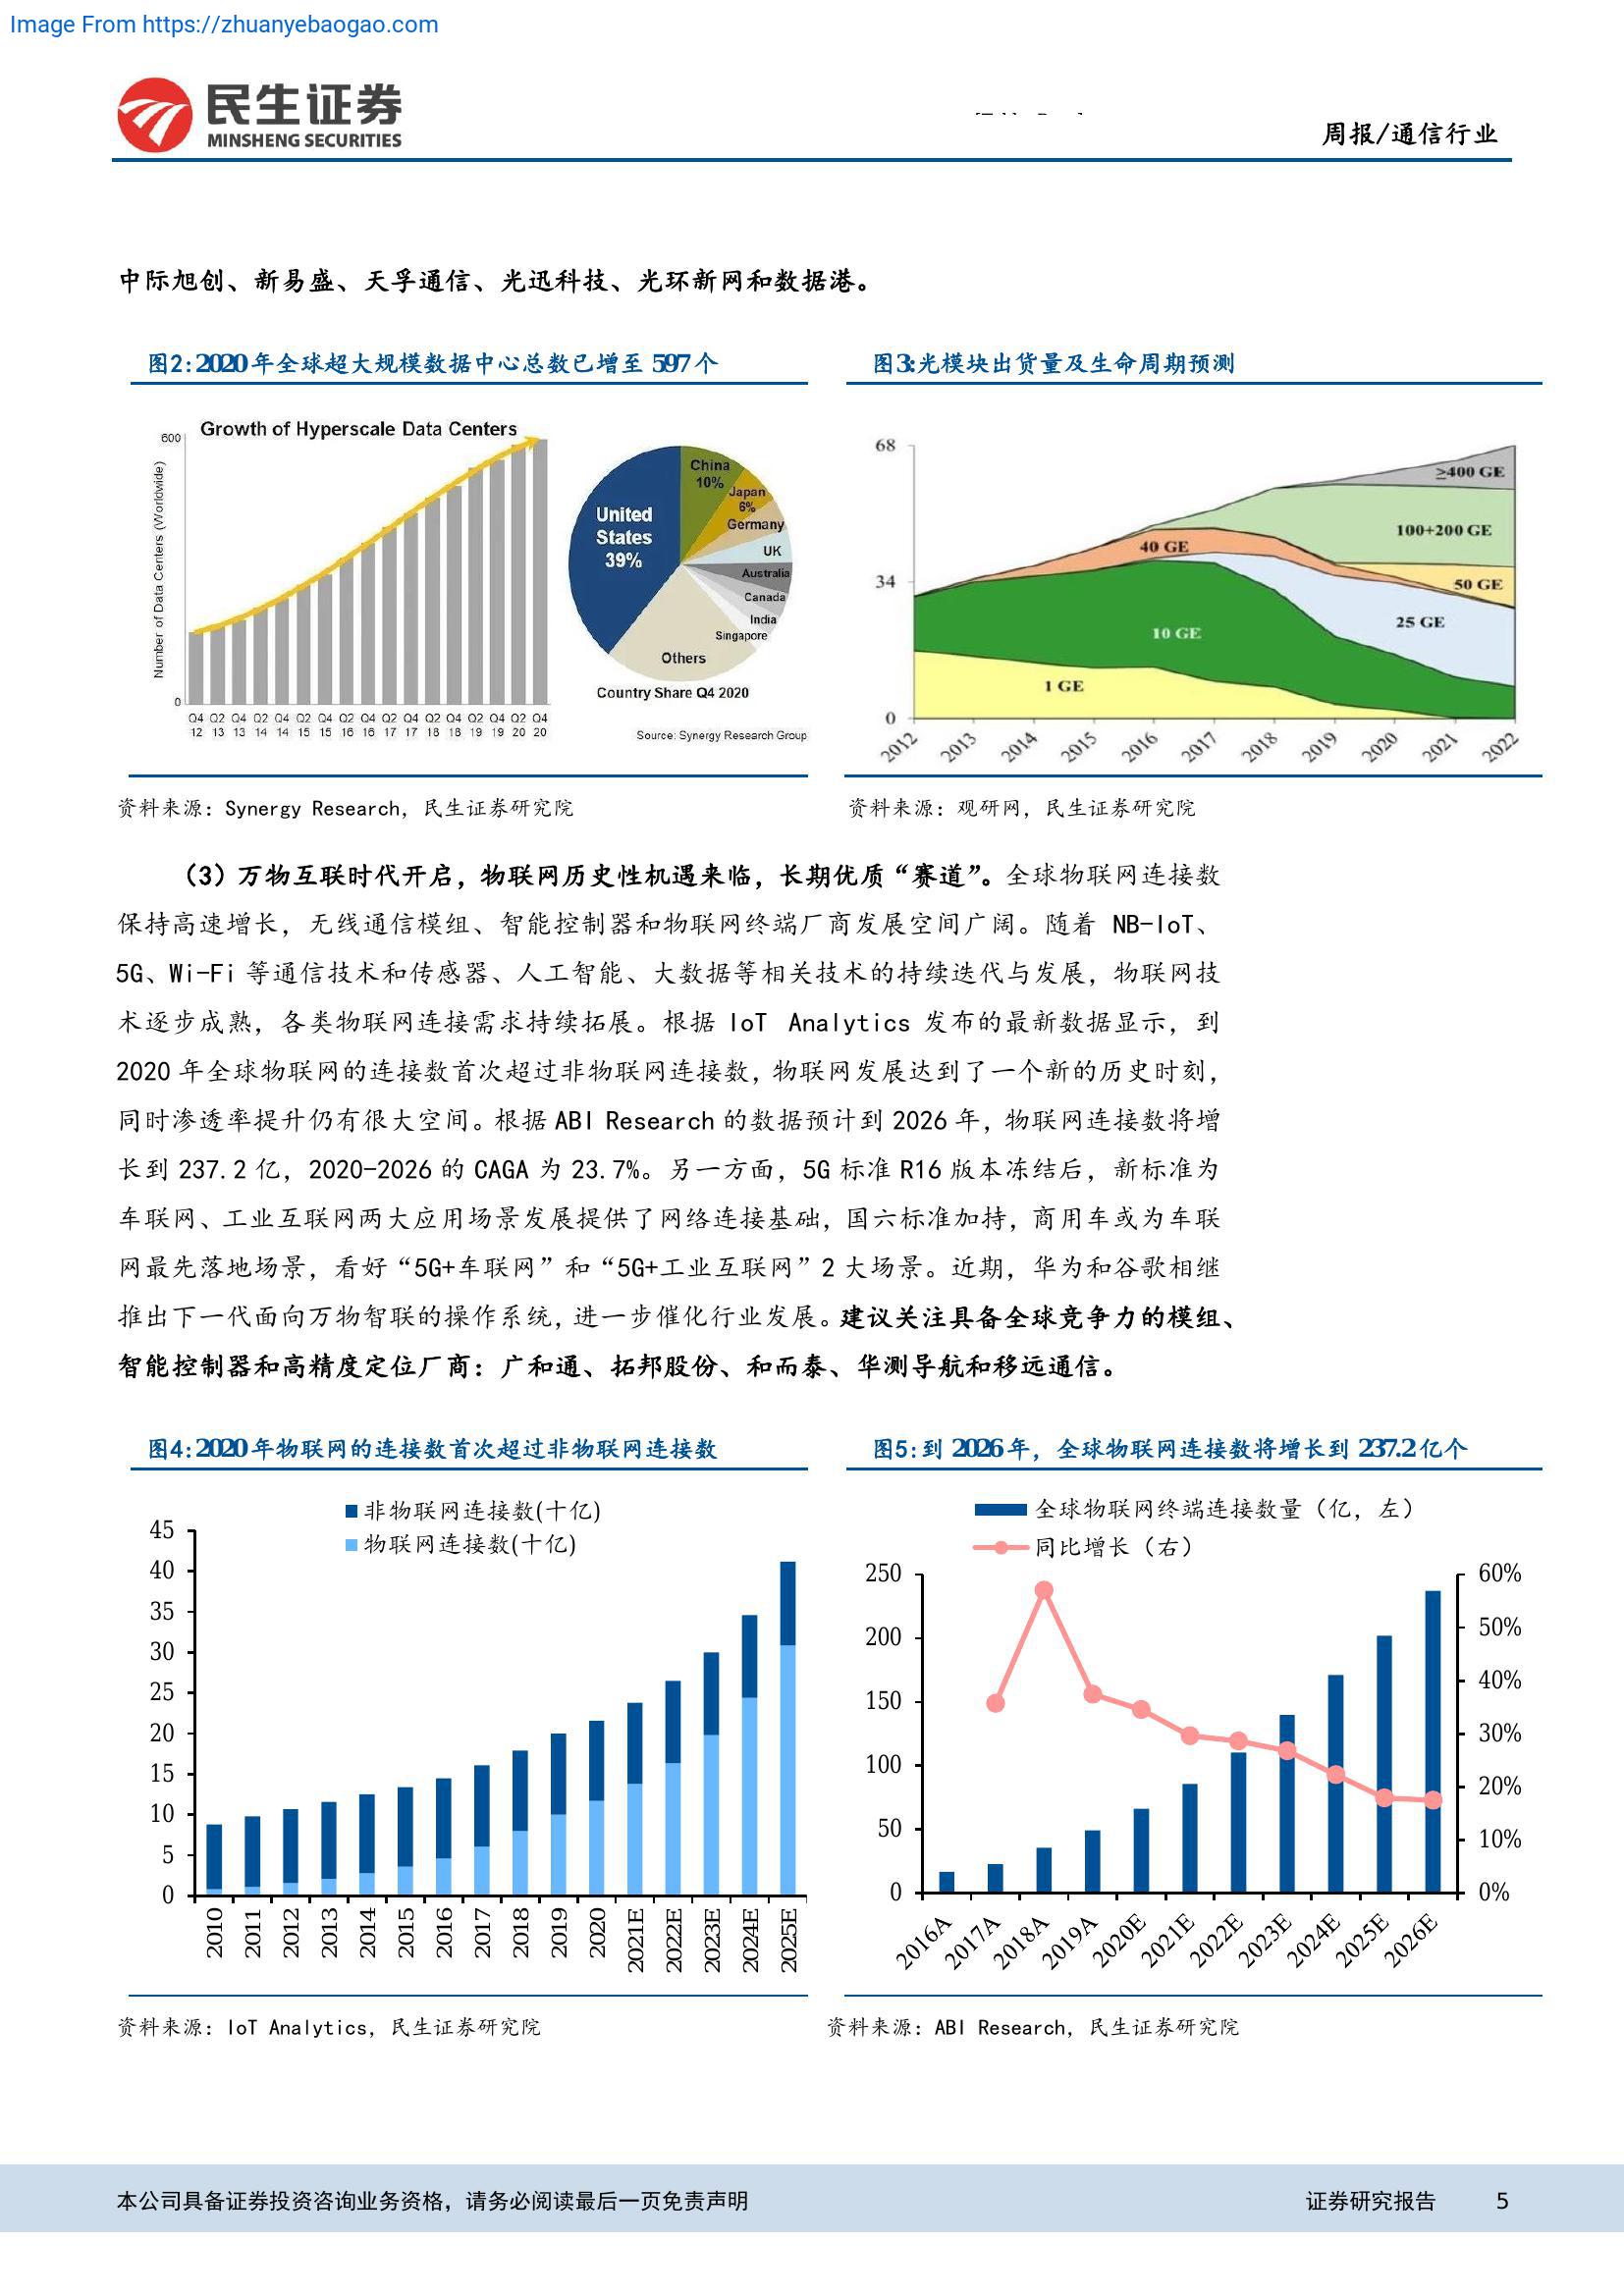 Image From https://zhuanyebaogao.com
民生证券
MINSHENG SECURITIES
周报/通信行业
中际旭创、新易盛、天孚通信、光迅科技、光环新网和数据港。
图2:2020年全球超大规模数据中心总数已增至 597个
Growth of Hyperscale Data Centers
Number of Data Centers (Worldwide)
600
0
Q4 Q2 Q4 Q2 Q4 Q2 Q4 Q2 Q4 Q2 Q4 Q2 Q4 Q2 Q4 Q2 Q4
12 13 13 14 14 15 15 16 16 17 17 18 18 19 19 20 20
China
10%
Japan
6%
Germany
UK
Australia
Canada
India
Singapore
Others
United
States
39%
Country Share Q4 2020
Source: Synergy Research Group
资料来源：Synergy Research，民生证券研究院
图3:光模块出货量及生命周期预测
68
34
0
≥400 GE
100+200 GE
40 GE
50 GE
25 GE
10 GE
1 GE
2012 2013 2014 2015 2016 2017 2018 2019 2020 2021 2022
资料来源：观研网，民生证券研究院
（3）万物互联时代开启，物联网历史性机遇来临，长期优质“赛道”。全球物联网连接数
保持高速增长，无线通信模组、智能控制器和物联网终端厂商发展空间广阔。随着 NB-IoT、
5G、Wi-Fi 等通信技术和传感器、人工智能、大数据等相关技术的持续迭代与发展，物联网技
术逐步成熟，各类物联网连接需求持续拓展。根据 IoT Analytics 发布的最新数据显示，到
2020 年全球物联网的连接数首次超过非物联网连接数，物联网发展达到了一个新的历史时刻，
同时渗透率提升仍有很大空间。根据 ABI Research 的数据预计到 2026 年，物联网连接数将增
长到 237.2 亿，2020-2026 的 CAGA 为 23.7%。另一方面，5G 标准 R16 版本冻结后，新标准为
车联网、工业互联网两大应用场景发展提供了网络连接基础，国六标准加持，商用车或为车联
网最先落地场景，看好“5G+车联网”和“5G+工业互联网”2 大场景。近期，华为和谷歌相继
推出下一代面向万物智联的操作系统，进一步催化行业发展。建议关注具备全球竞争力的模组、
智能控制器和高精度定位厂商：广和通、拓邦股份、和而泰、华测导航和移远通信。
图4:2020年物联网的连接数首次超过非物联网连接数
非物联网连接数(十亿)
物联网连接数(十亿)
45
40
35
30
25
20
15
10
5
0
2010 2011 2012 2013 2014 2015 2016 2017 2018 2019 2020 2021E 2022E 2023E 2024E 2025E
资料来源：IoT Analytics，民生证券研究院
图5:到 2026年，全球物联网连接数将增长到 237.2亿个
全球物联网终端连接数量（亿，左）
同比增长（右）
250
200
150
100
50
0
60%
50%
40%
30%
20%
10%
0%
2016A 2017A 2018A 2019A 2020E 2021E 2022E 2023E 2024E 2025E 2026E
资料来源：ABI Research，民生证券研究院
本公司具备证券投资咨询业务资格，请务必阅读最后一页免责声明
证券研究报告 5